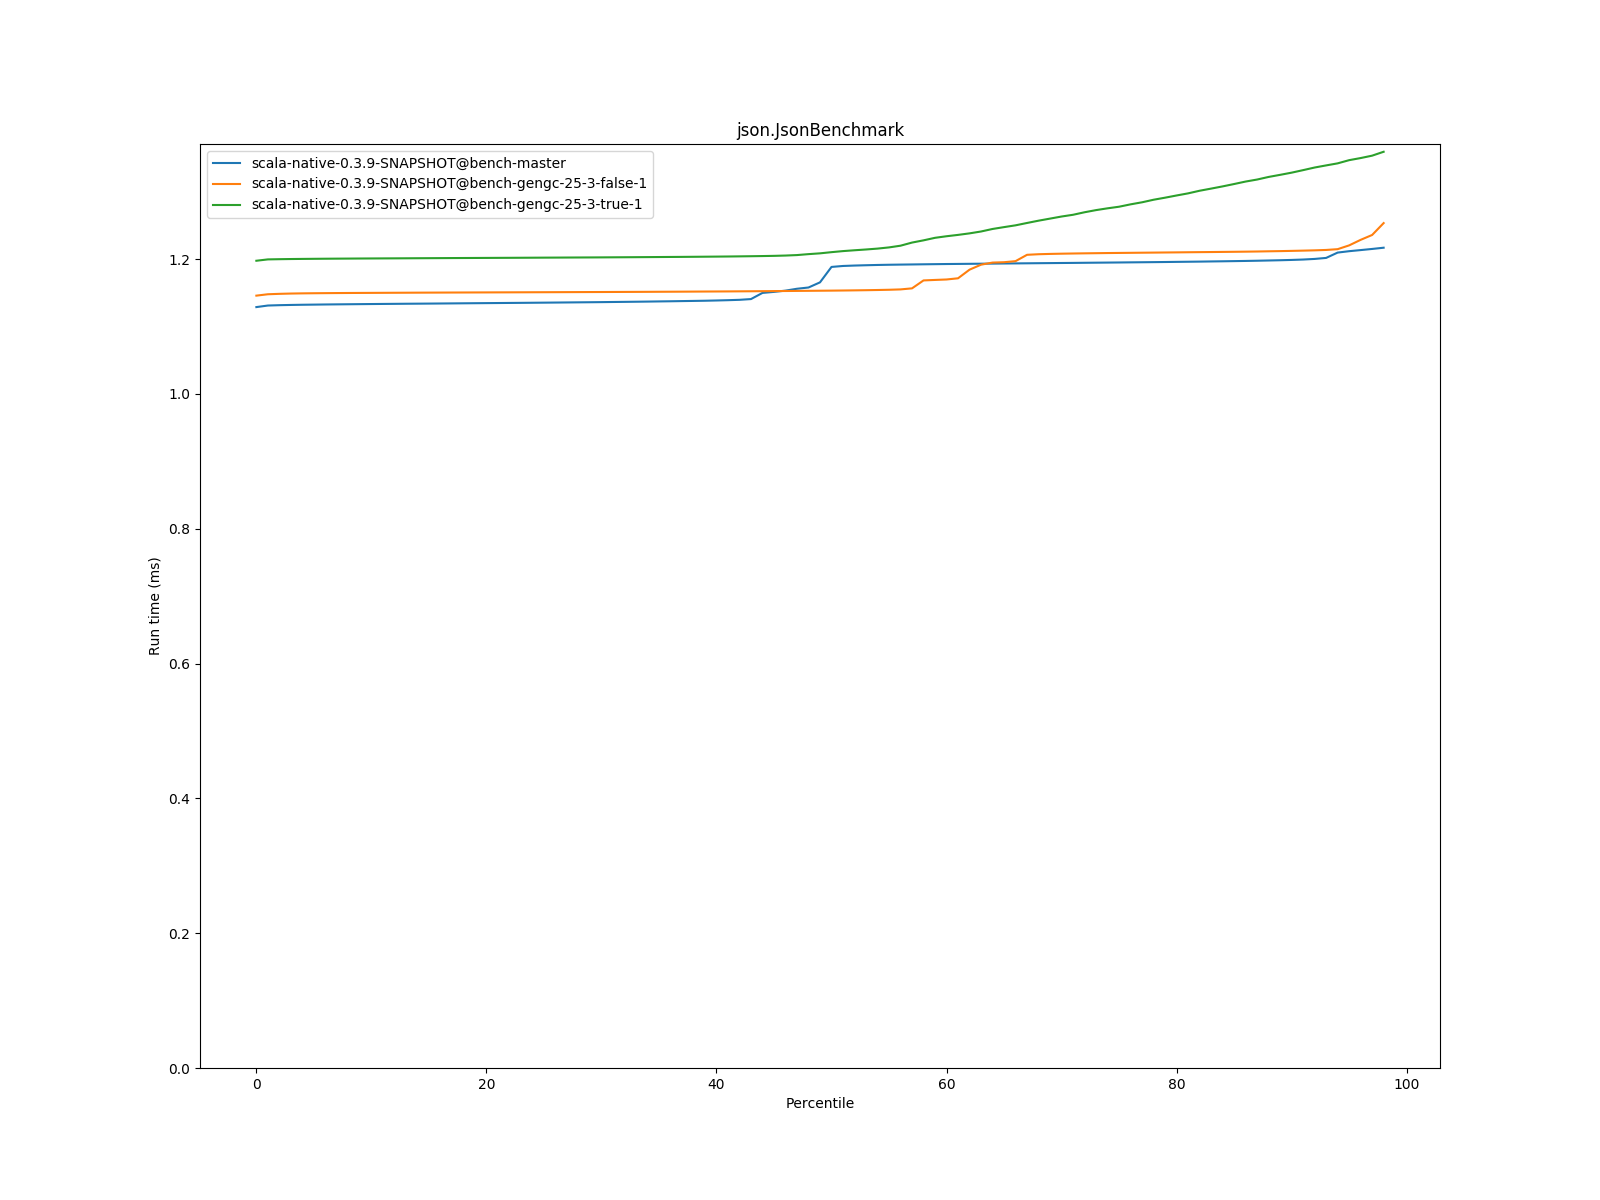 json.JsonBenchmark
scala-native-0.3.9-SNAPSHOT@bench-master
scala-native-0.3.9-SNAPSHOT@bench-gengc-25-3-false-1
scala-native-0.3.9-SNAPSHOT@bench-gengc-25-3-true-1
1.2
1.0
0.8
0.6
0.4
0.2
0.0
Run time (ms)
0 20 40 60 80 100
Percentile